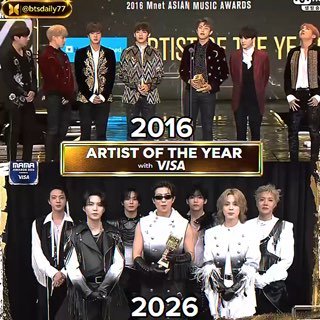 @btsdaily77
2016 Mnet ASIAN MUSIC AWARDS
ARTIST OF THE YEAR
2016
ARTIST OF THE YEAR
with VISA
MAMA
VISA
2026